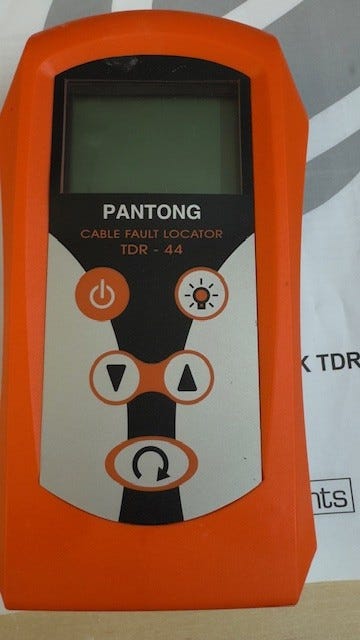 PANTONG
CABLE FAULT LOCATOR
TDR - 44
X TDR
nts